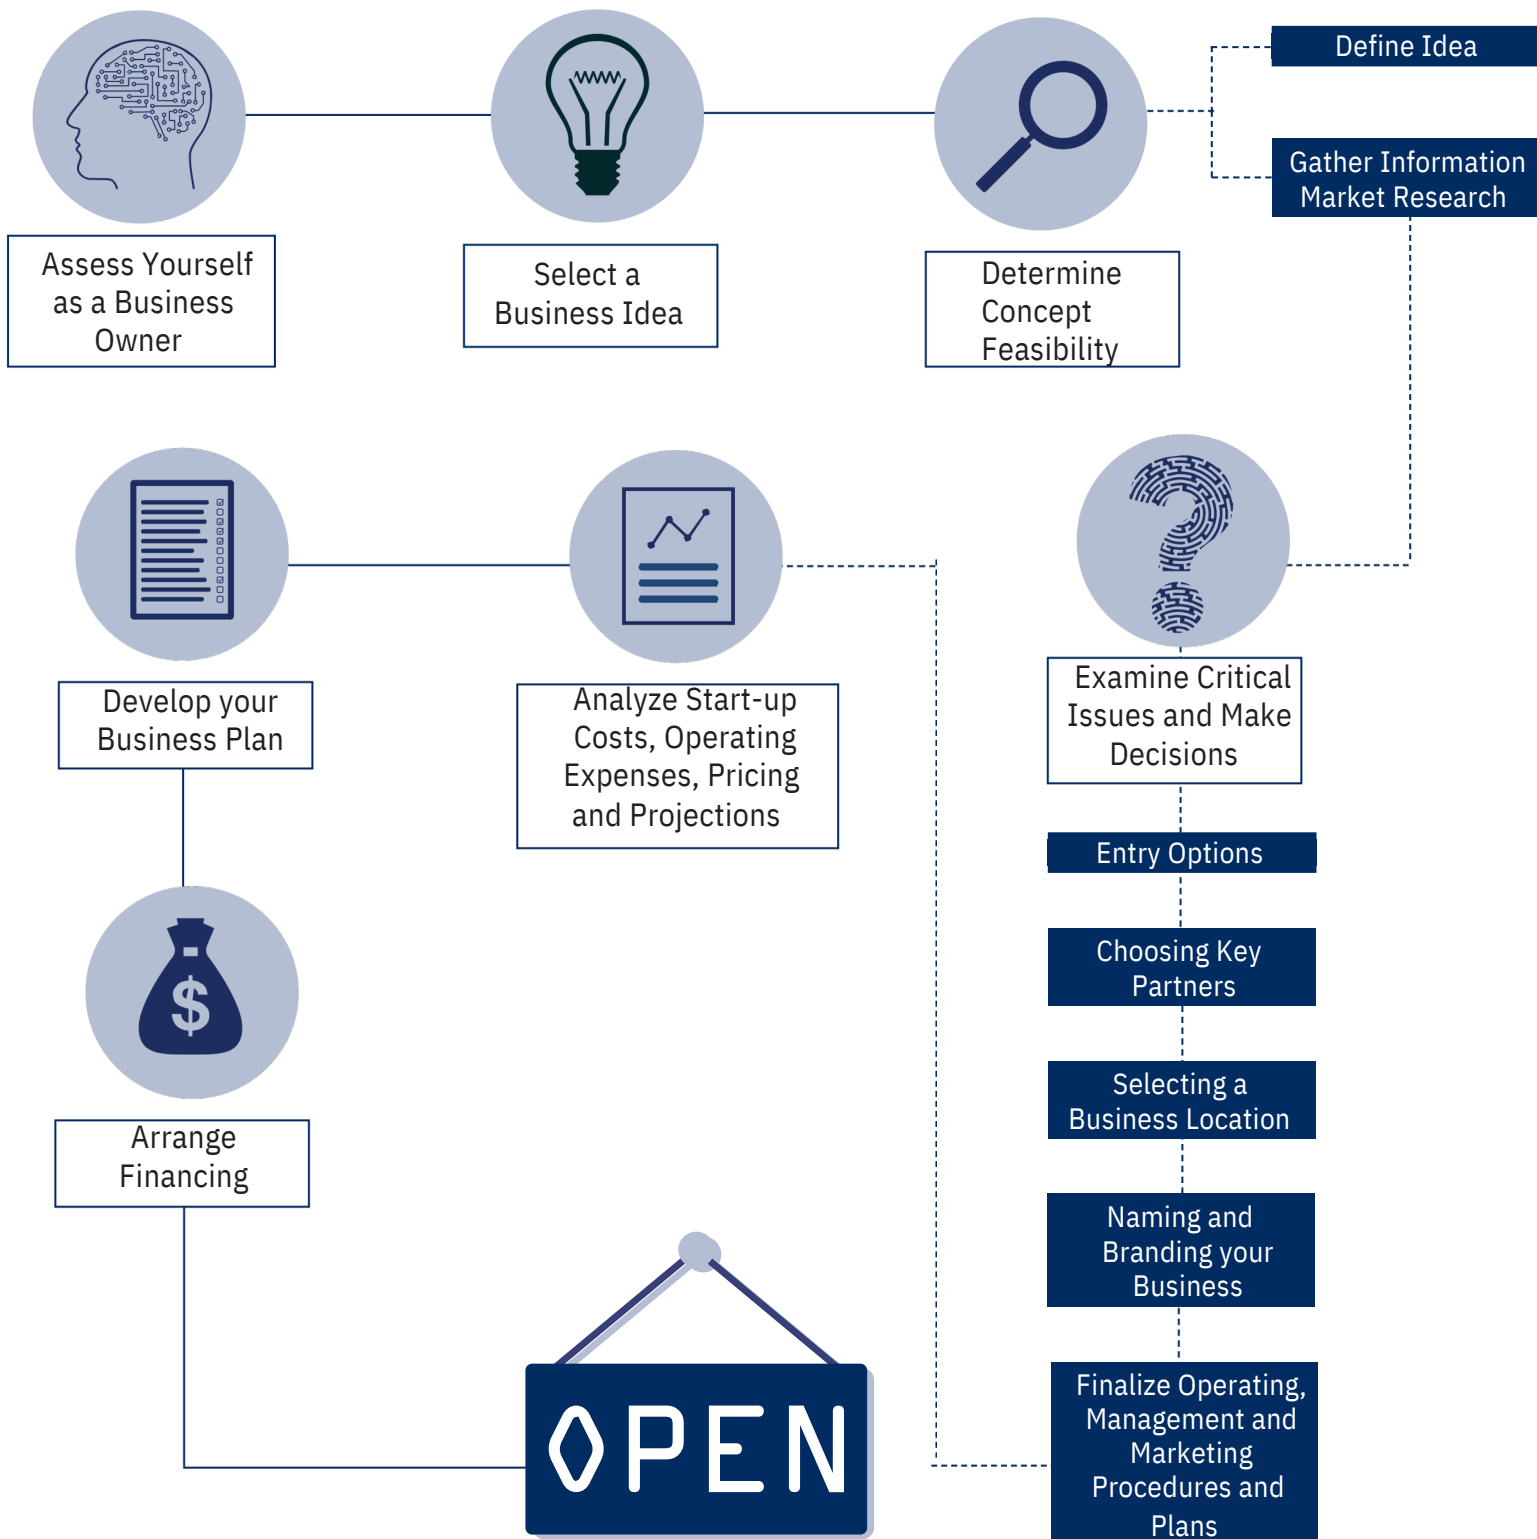 Define Idea
Gather Information
Market Research
Assess Yourself
as a Business
Owner
Select a
Business Idea
Determine
Concept
Feasibility
Examine Critical
Issues and Make
Decisions
Entry Options
Choosing Key
Partners
Selecting a
Business Location
Naming and
Branding your
Business
Finalize Operating,
Management and
Marketing
Procedures and
Plans
Analyze Start-up
Costs, Operating
Expenses, Pricing
and Projections
Develop your
Business Plan
$
Arrange
Financing
OPEN